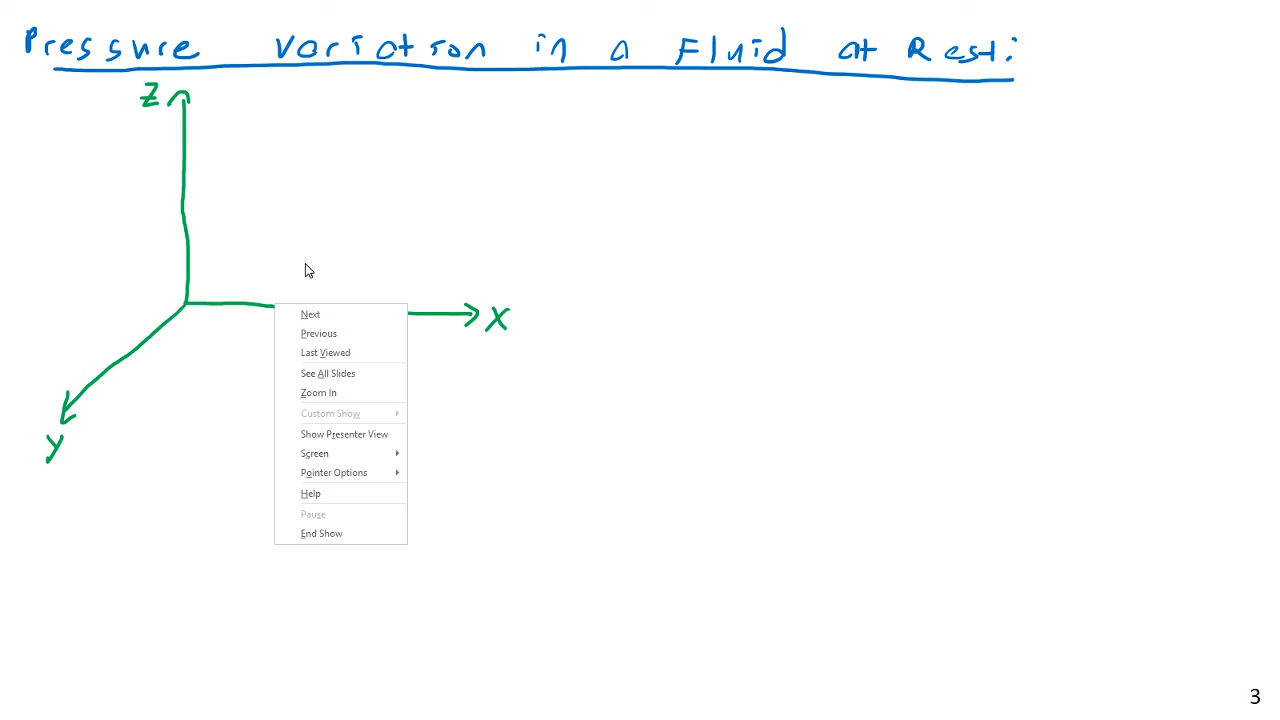 Pressure Variation in a Fluid at Rest:
Z
X
y
Next
Previous
Last Viewed
See All Slides
Zoom In
Custom Show
Show Presenter View
Screen
Pointer Options
Help
Pause
End Show
3